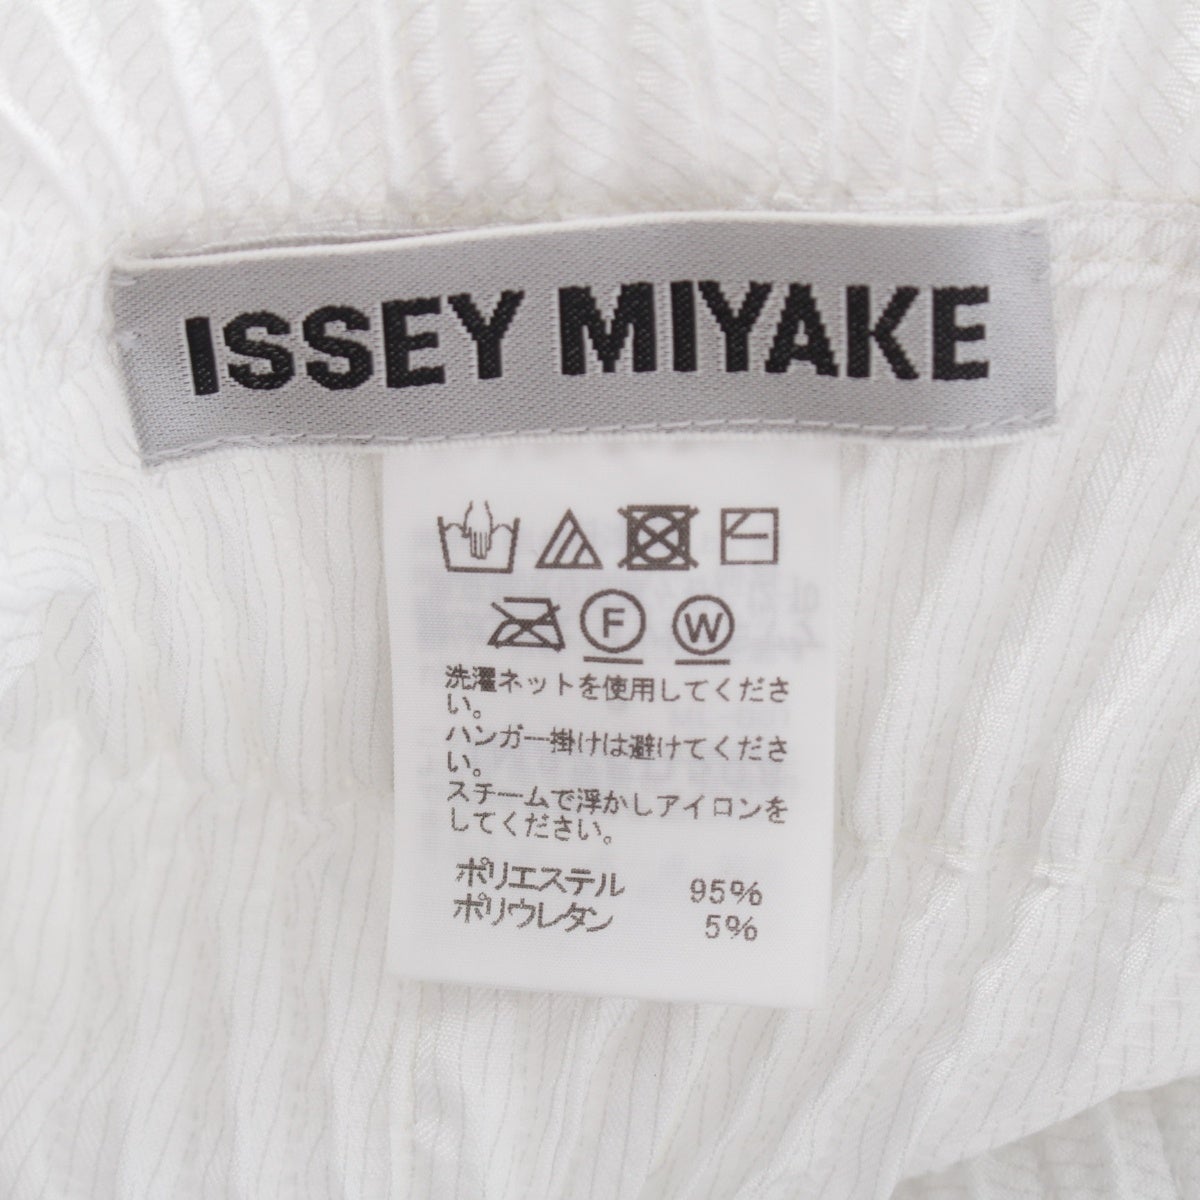 ISSEY MIYAKE
F W
洗濯ネットを使用してくださ
い。
ハンガー掛けは避けてくださ
い。
スチームで浮かしアイロンを
してください。
ポリエステル 95%
ポリウレタン 5%